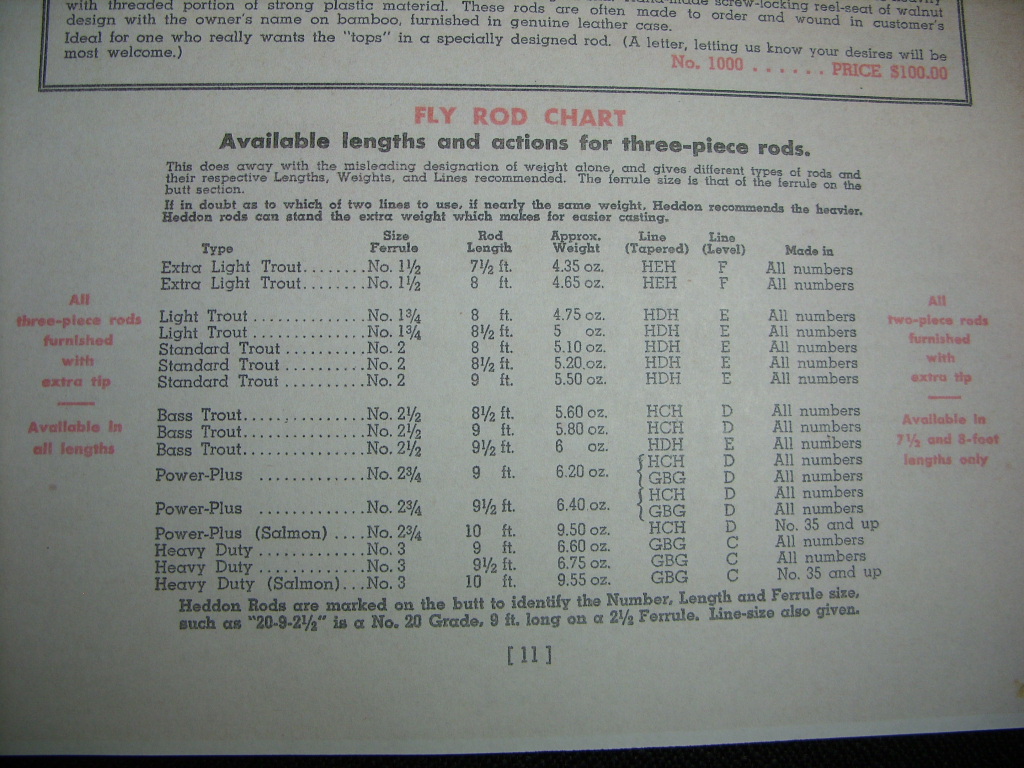 with threaded portion of strong plastic material. These rods are often made to order and wound in customer's
screw-locking reel-seat of walnut
design with the owner's name on bamboo, furnished in genuine leather case.
Ideal for one who really wants the "tops" in a specially designed rod. (A letter, letting us know your desires will be
most welcome.)
No. 1000 . . . . . . PRICE $100.00
FLY ROD CHART
Available lengths and actions for three-piece rods.
This does away with the misleading designation of weight alone, and gives different types of rods and
their respective Lengths, Weights, and Lines recommended. The ferrule size is that of the ferrule on the
butt section.
If in doubt as to which of two lines to use, if nearly the same weight, Heddon recommends the heavier.
Heddon rods can stand the extra weight which makes for easier casting.
Type Size Ferrule Rod Length Approx. Weight Line (Tapered) Line (Level) Made in
Extra Light Trout........No. 1½ 7½ ft. 4.35 oz. HEH F All numbers
Extra Light Trout........No. 1½ 8 ft. 4.65 oz. HEH F All numbers
Light Trout..............No. 1¾ 8 ft. 4.75 oz. HDH E All numbers
Light Trout..............No. 1¾ 8½ ft. 5 oz. HDH E All numbers
Standard Trout..........No. 2 8 ft. 5.10 oz. HDH E All numbers
Standard Trout..........No. 2 8½ ft. 5.20 oz. HDH E All numbers
Standard Trout..........No. 2 9 ft. 5.50 oz. HDH E All numbers
Bass Trout...............No. 2½ 8½ ft. 5.60 oz. HCH D All numbers
Bass Trout...............No. 2½ 9 ft. 5.80 oz. HCH D All numbers
Bass Trout...............No. 2½ 9½ ft. 6 oz. HDH E All numbers
Power-Plus .............No. 2¾ 9 ft. 6.20 oz. { HCH D All numbers
GBG D All numbers
Power-Plus .............No. 2¾ 9½ ft. 6.40 oz. { HCH D All numbers
GBG D All numbers
Power-Plus (Salmon) ....No. 2¾ 10 ft. 9.50 oz. HCH D No. 35 and up
Heavy Duty .............No. 3 9 ft. 6.60 oz. GBG C All numbers
Heavy Duty .............No. 3 9½ ft. 6.75 oz. GBG C All numbers
Heavy Duty (Salmon)...No. 3 10 ft. 9.55 oz. GBG C No. 35 and up
Heddon Rods are marked on the butt to identify the Number, Length and Ferrule size,
such as "20-9-2½" is a No. 20 Grade, 9 ft. long on a 2½ Ferrule. Line-size also given.
All
three-piece rods
furnished
with
extra tip
Available in
all lengths
All
two-piece rods
furnished
with
extra tip
Available in
7½ and 8-foot
lengths only
[ 11 ]